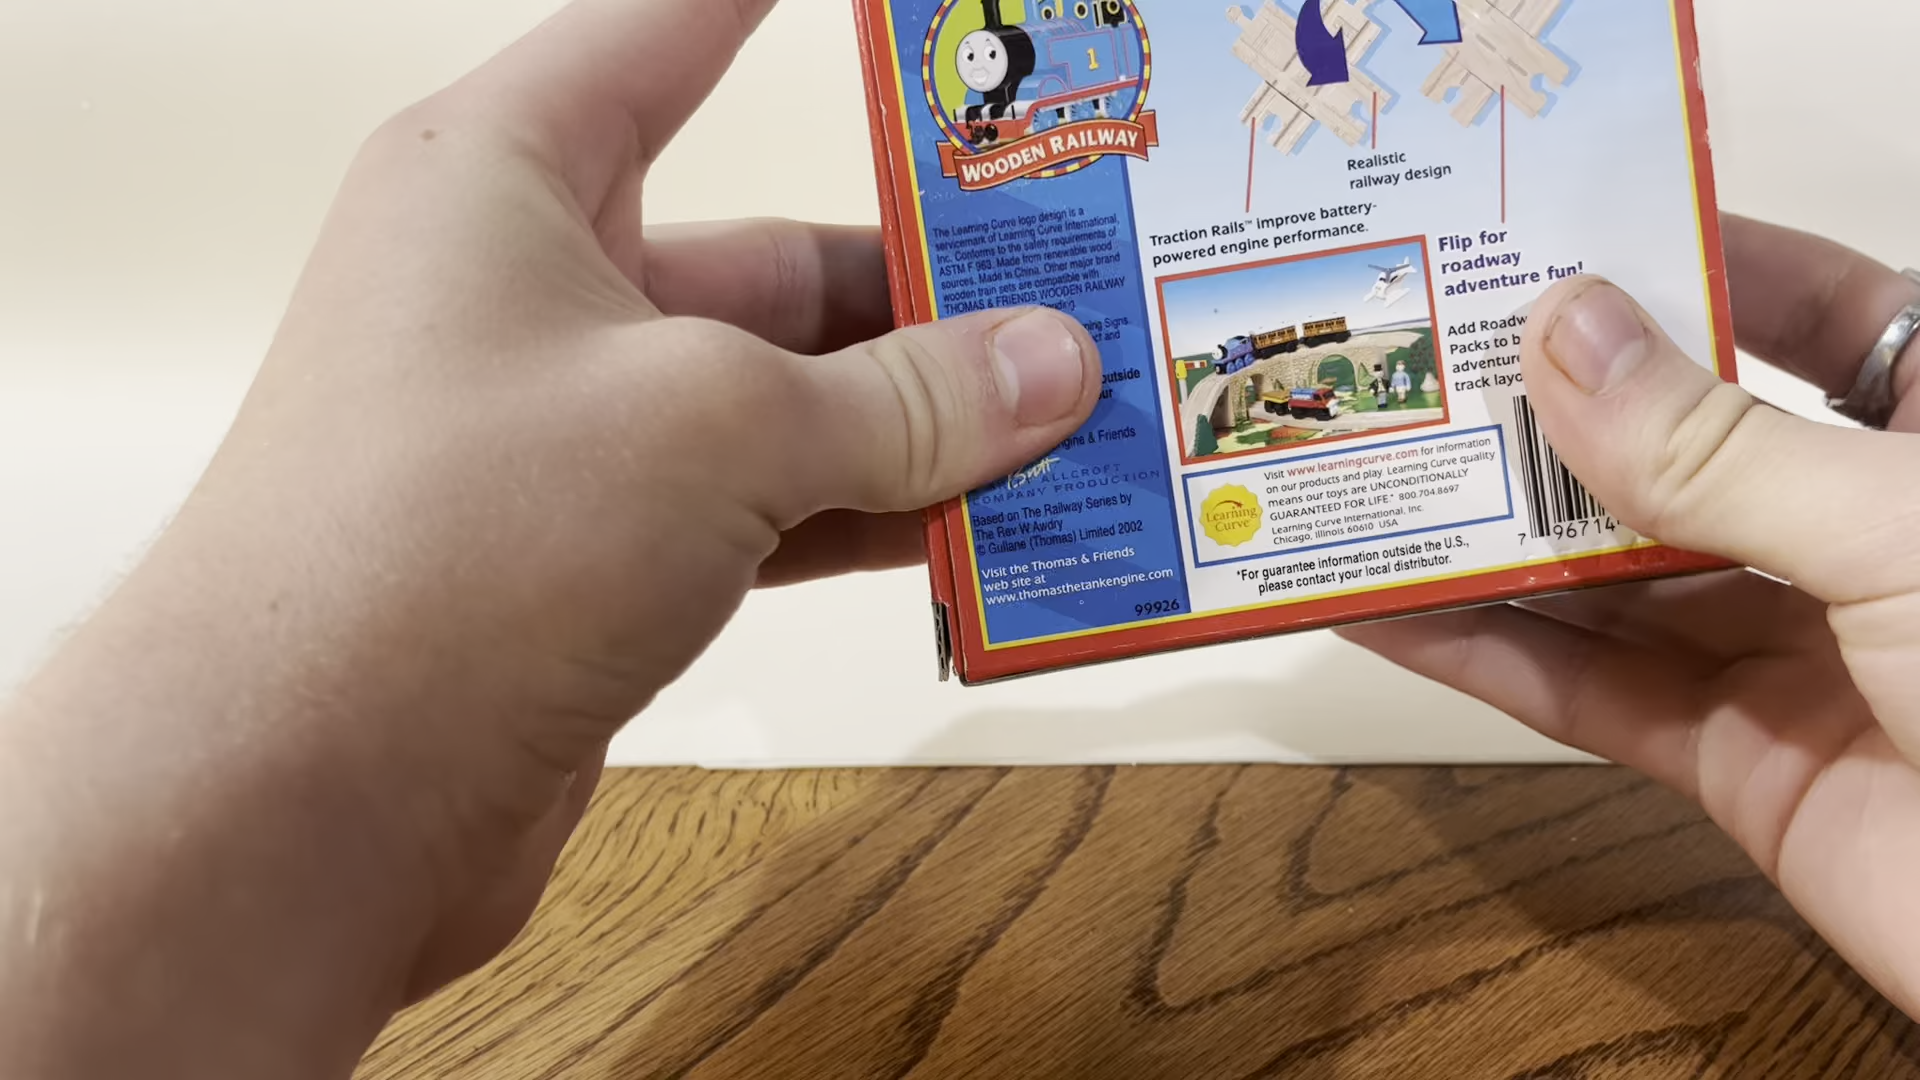 1
WOODEN RAILWAY
The Learning Curve logo design is a
servicemark of Learning Curve International,
Inc. Conforms to the safety requirements of
ASTM F 963. Made from renewable wood
sources. Made in China. Other major brand
wooden train sets are compatible with
THOMAS & FRIENDS WOODEN RAILWAY
outside
& Friends
ALLCROFT
COMPANY PRODUCTION
Based on The Railway Series by
The Rev W Awdry
© Gullane (Thomas) Limited 2002
Visit the Thomas & Friends
web site at
www.thomasthetankengine.com
99926
Realistic
railway design
Traction Rails™ improve battery-
powered engine performance.
Flip for
roadway
adventure fun!
Add
Packs to
track
Learning
Curve
Visit www.learningcurve.com for information
on our products and play. Learning Curve quality
means our toys are UNCONDITIONALLY
GUARANTEED FOR LIFE.* 800.704.8697
Learning Curve International, Inc.
Chicago, Illinois 60610 USA
*For guarantee information outside the U.S.,
please contact your local distributor.
7 96714